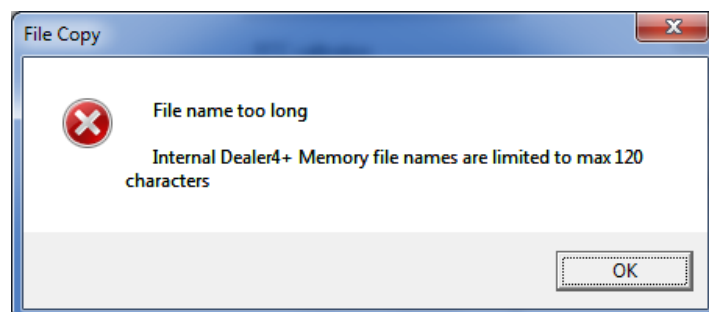 File Copy
File name too long
Internal Dealer4+ Memory file names are limited to max 120
characters
OK